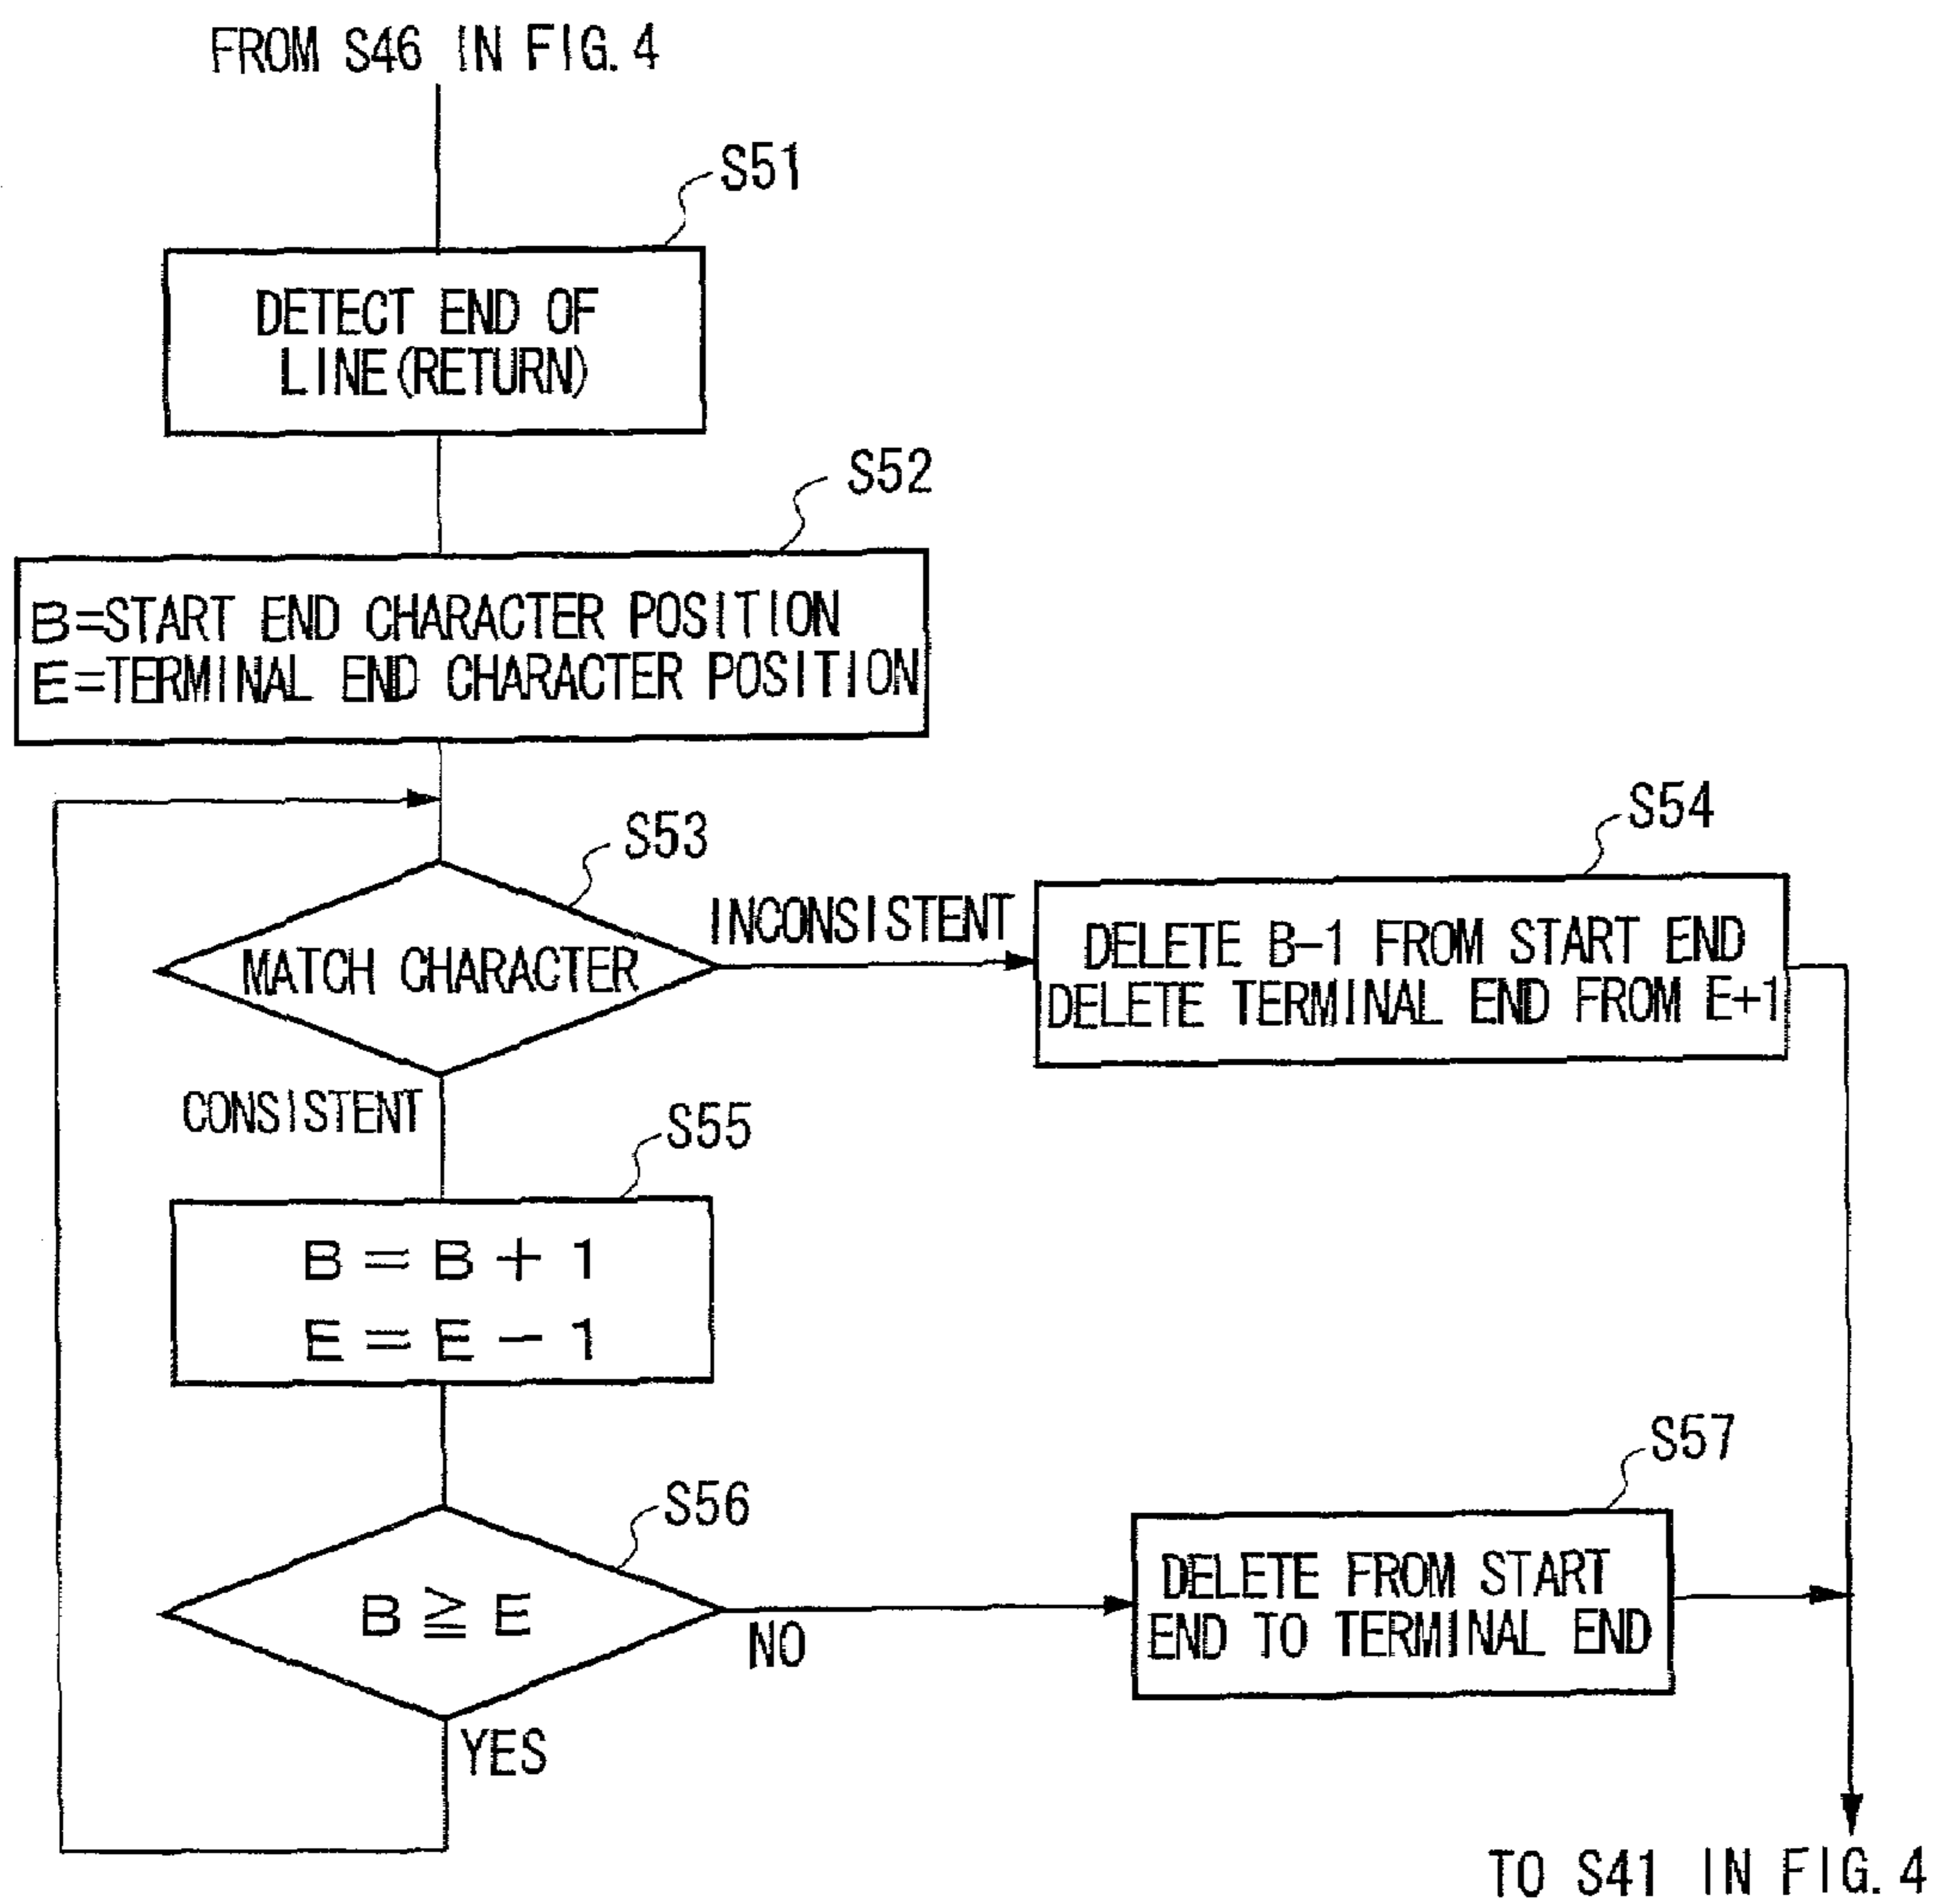 FROM S46 IN FIG. 4
S51
DETECT END OF
LINE(RETURN)
S52
B=START END CHARACTER POSITION
E=TERMINAL END CHARACTER POSITION
S53
MATCH CHARACTER
INCONSISTENT
S54
DELETE B-1 FROM START END
DELETE TERMINAL END FROM E+1
CONSISTENT
S55
B=B+1
E=E-1
S56
B≧E
NO
S57
DELETE FROM START
END TO TERMINAL END
YES
TO S41 IN FIG. 4